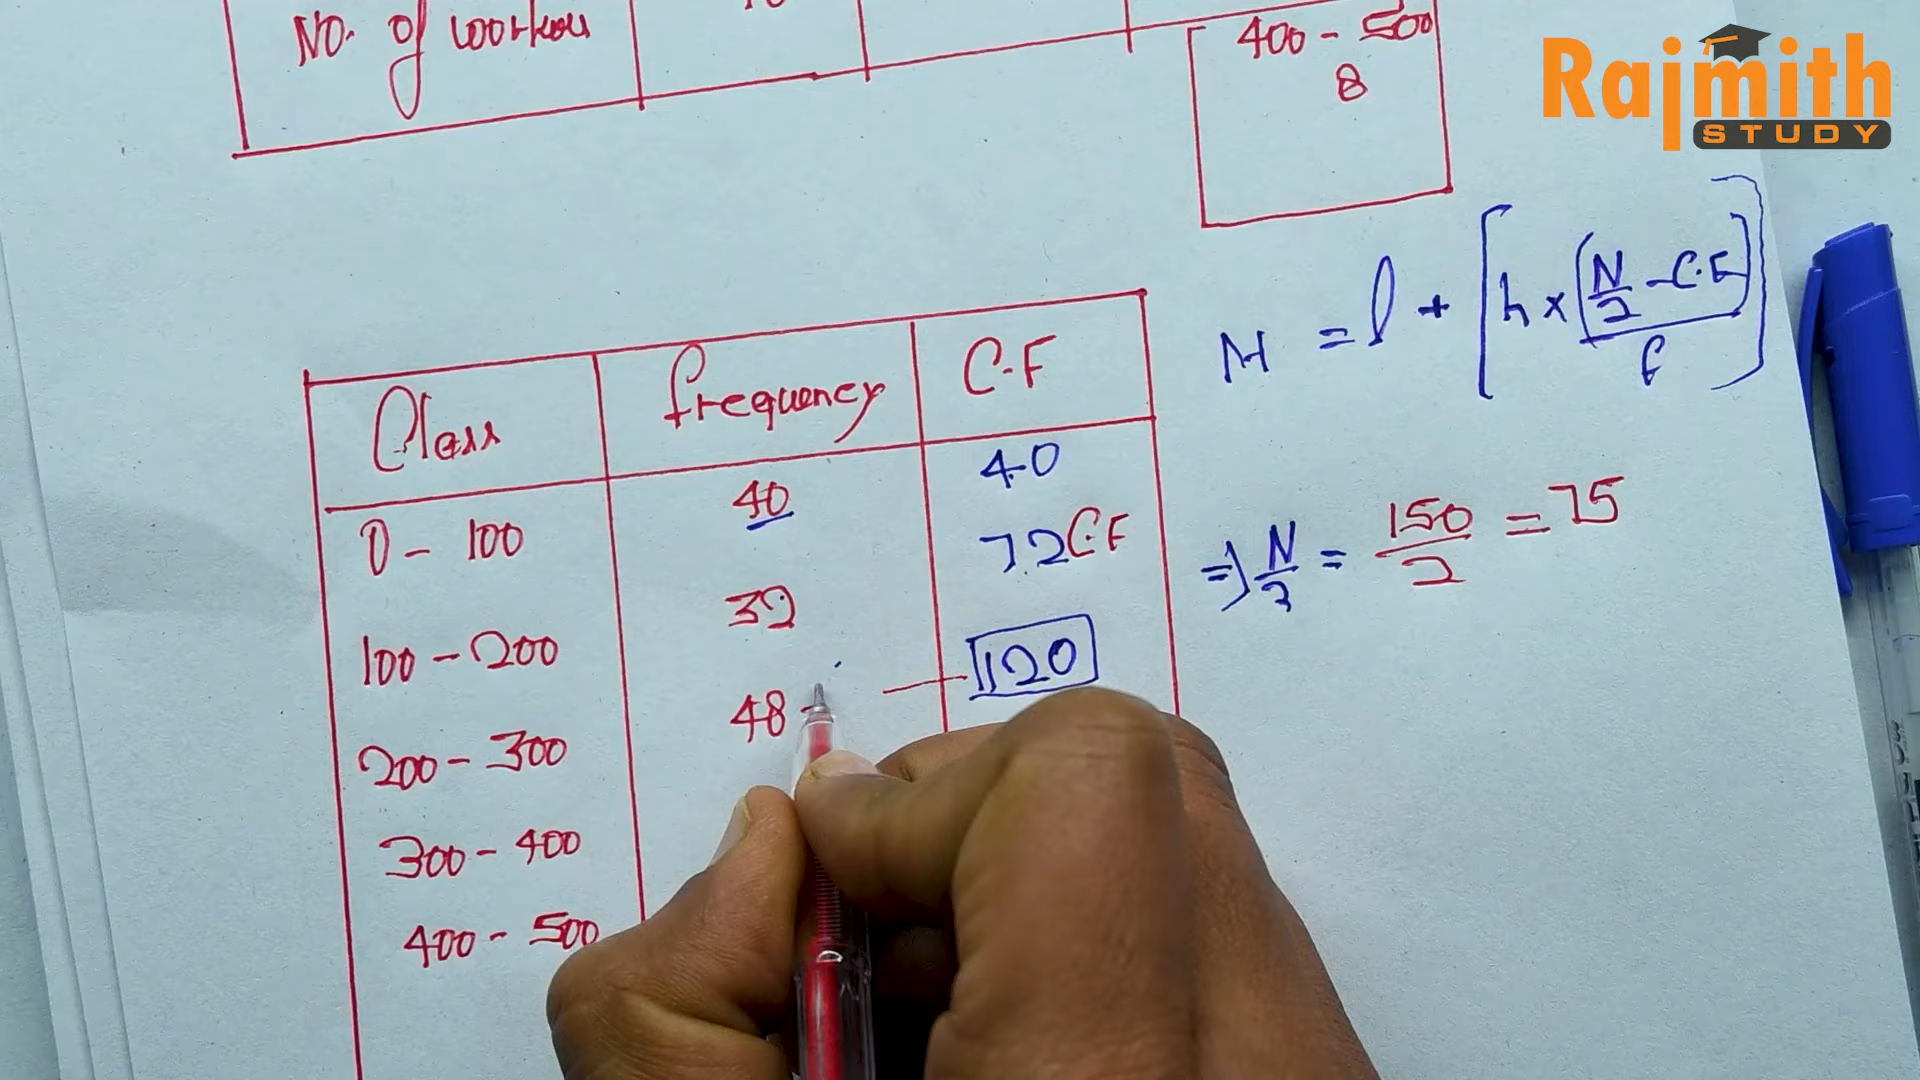 Rajmith
STUDY
NO. of workers
400 - 500
8
M = l + [h × (N/2 - C.F)/f]
Class frequency C.F
0 - 100 40 40
100 - 200 32 72 C.F
200 - 300 48 120
300 - 400
400 - 500
⇒ N/2 = 150/2 = 75